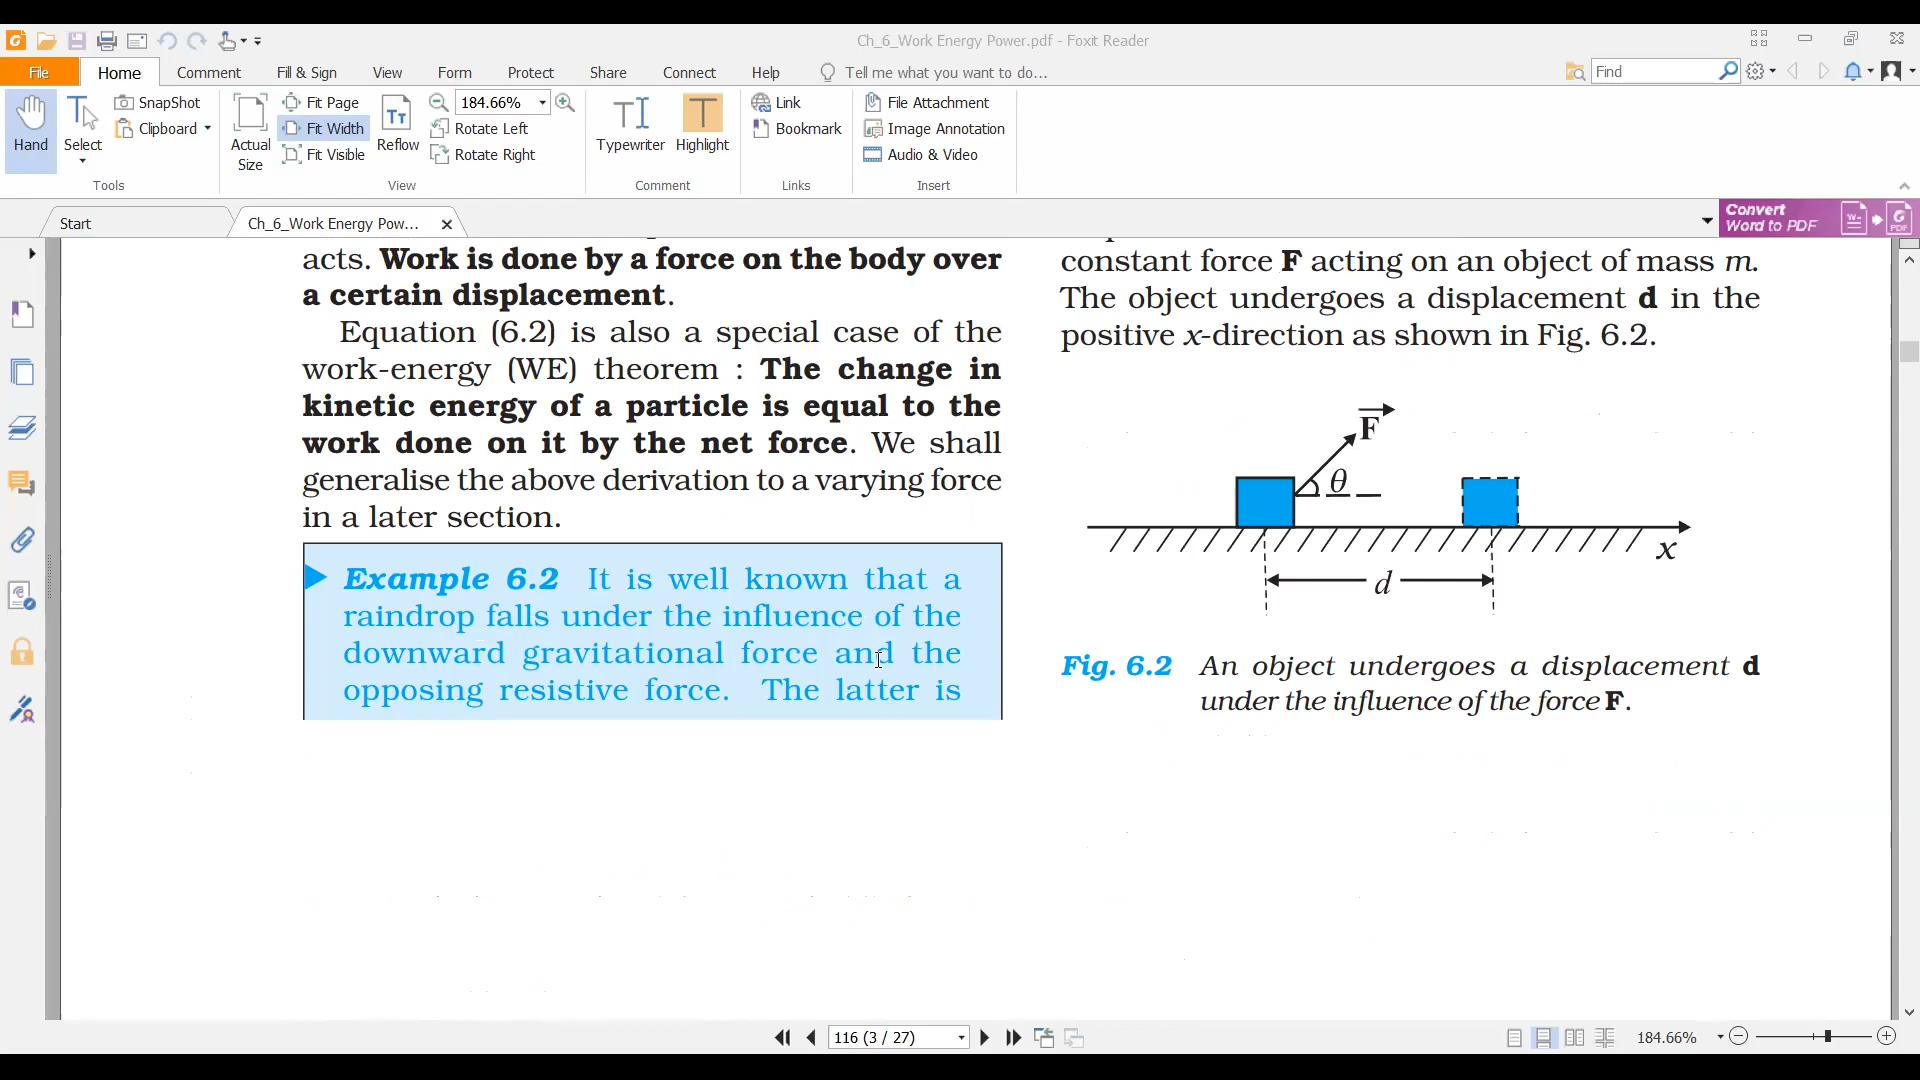 Ch_6_Work Energy Power.pdf - Foxit Reader
File Home Comment Fill & Sign View Form Protect Share Connect Help Tell me what you want to do... Find
Hand
Select
SnapShot
Clipboard
Tools
Actual
Size
Fit Page
Fit Width
Fit Visible
Reflow
184.66%
Rotate Left
Rotate Right
View
Typewriter
Highlight
Comment
Link
Bookmark
Links
File Attachment
Image Annotation
Audio & Video
Insert
Start
Ch_6_Work Energy Pow...
Convert
Word to PDF
PDF
acts. Work is done by a force on the body over
a certain displacement.
Equation (6.2) is also a special case of the
work-energy (WE) theorem : The change in
kinetic energy of a particle is equal to the
work done on it by the net force. We shall
generalise the above derivation to a varying force
in a later section.
Example 6.2 It is well known that a
raindrop falls under the influence of the
downward gravitational force and the
opposing resistive force. The latter is
constant force F acting on an object of mass m.
The object undergoes a displacement d in the
positive x-direction as shown in Fig. 6.2.
F
θ
x
d
Fig. 6.2 An object undergoes a displacement d
under the influence of the force F.
116 (3 / 27)
184.66%